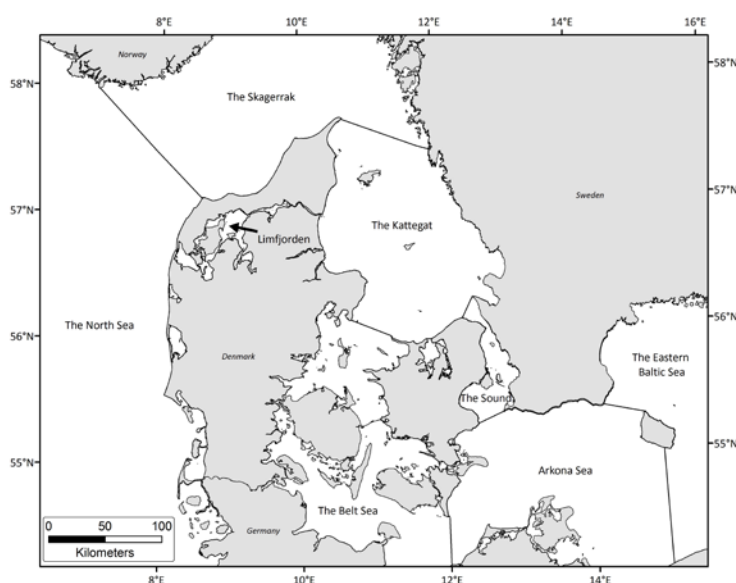 8°E
10°E
12°E
14°E
16°E
Norway
58°N
58°N
The Skagerrak
Sweden
57°N
57°N
The Kattegat
Limfjorden
56°N
56°N
The North Sea
Denmark
The Eastern
Baltic Sea
The Sound
55°N
55°N
Arkona Sea
The Belt Sea
0 50 100
Kilometers
Germany
8°E
10°E
12°E
14°E